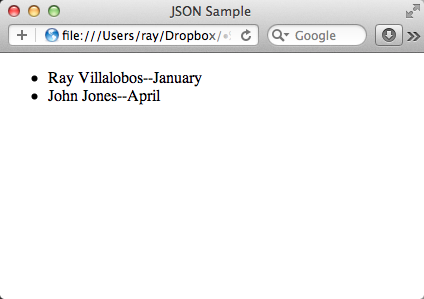 JSON Sample
file:///Users/ray/Dropbox/
Google
Ray Villalobos--January
John Jones--April